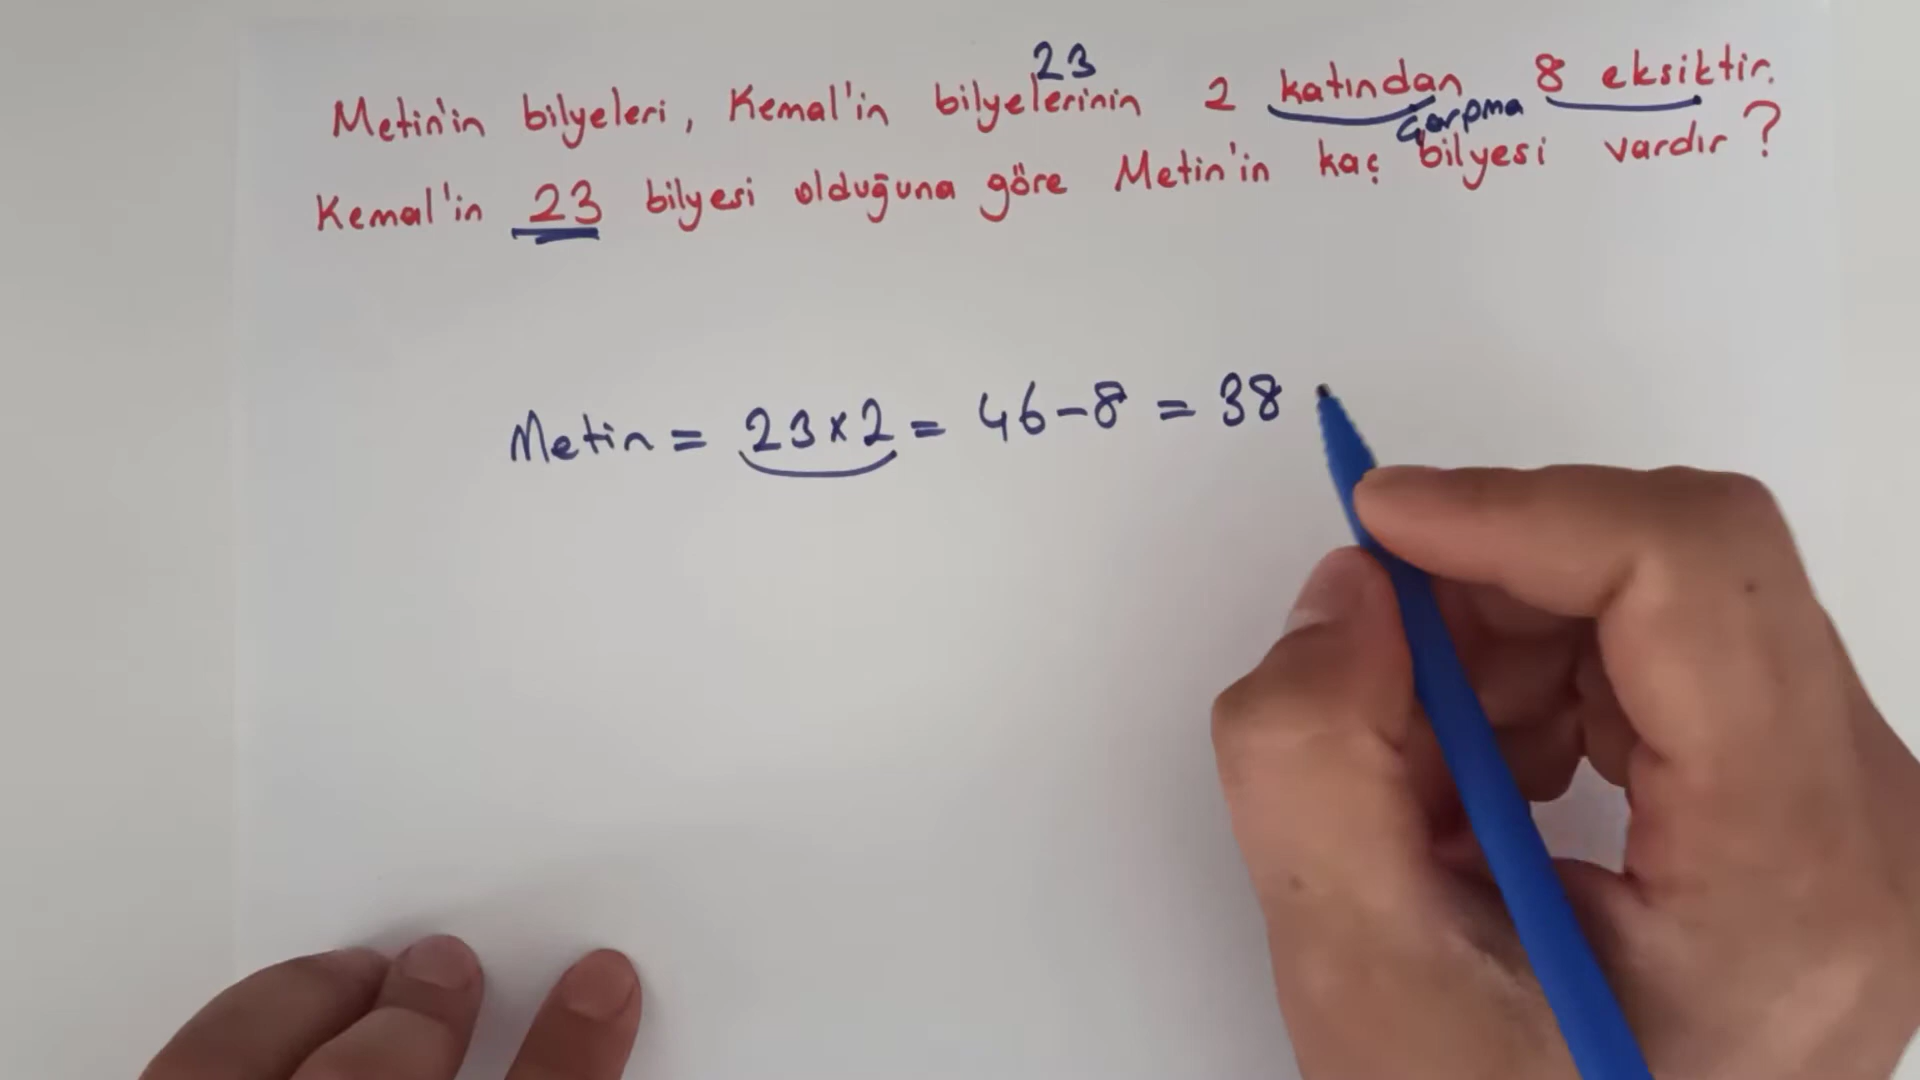 23
Metin'in bilyeleri, Kemal'in bilyelerinin 2 katından 8 eksiktir.
Çarpma
Kemal'in 23 bilyesi olduğuna göre Metin'in kaç bilyesi vardır?
Metin = 23x2 = 46-8 = 38